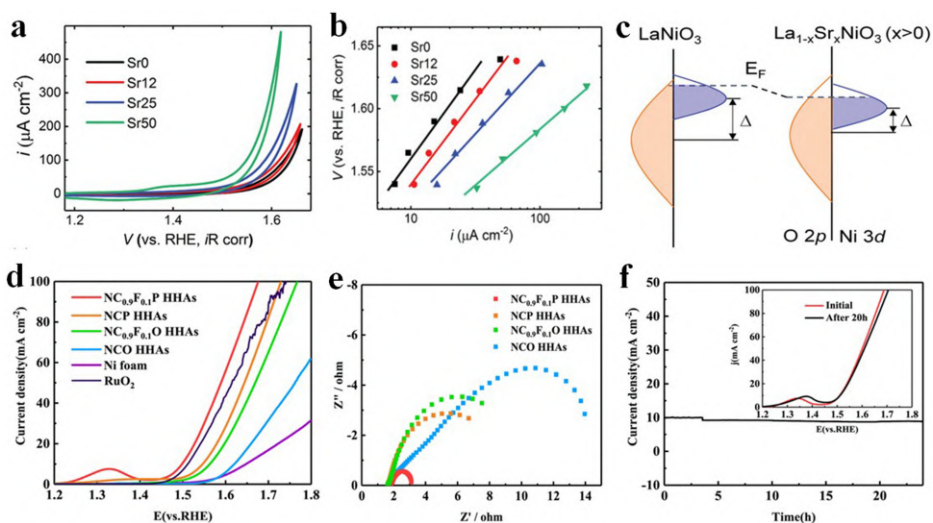 a
500
400
300
200
100
0
i (μA cm⁻²)
Sr0
Sr12
Sr25
Sr50
1.2
1.4
1.6
V (vs. RHE, iR corr)
b
1.65
1.60
1.55
V (vs. RHE, iR corr)
Sr0
Sr12
Sr25
Sr50
10
100
i (μA cm⁻²)
c
LaNiO₃
La₁₋ₓSrₓNiO₃ (x>0)
E_F
Δ
Δ
O 2p Ni 3d
d
100
80
60
40
20
0
Current density(mA cm⁻²)
NC₀.₉F₀.₁P HHAs
NCP HHAs
NC₀.₉F₀.₁O HHAs
NCO HHAs
Ni foam
RuO₂
1.2 1.3 1.4 1.5 1.6 1.7 1.8
E(vs.RHE)
e
-8
-6
-4
-2
0
Z'' / ohm
NC₀.₉F₀.₁P HHAs
NCP HHAs
NC₀.₉F₀.₁O HHAs
NCO HHAs
0 2 4 6 8 10 12 14
Z' / ohm
f
50
40
30
20
10
0
-10
Current density(mA cm⁻²)
100
80
60
40
20
0
j(mA cm⁻²)
Initial
After 20h
1.2 1.3 1.4 1.5 1.6 1.7 1.8
E(vs.RHE)
0 5 10 15 20
Time(h)